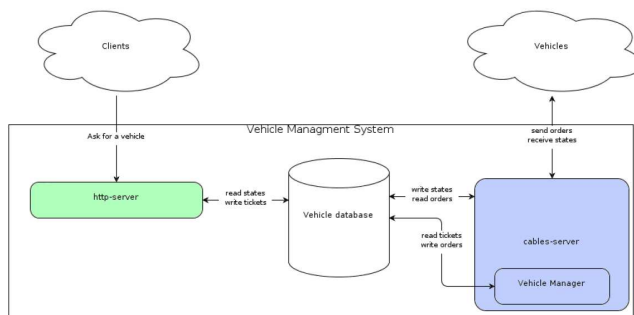 Clients
Vehicles
Ask for a vehicle
Vehicle Managment System
send orders
receive states
http-server
read states
write tickets
Vehicle database
write states
read orders
read tickets
write orders
cables-server
Vehicle Manager